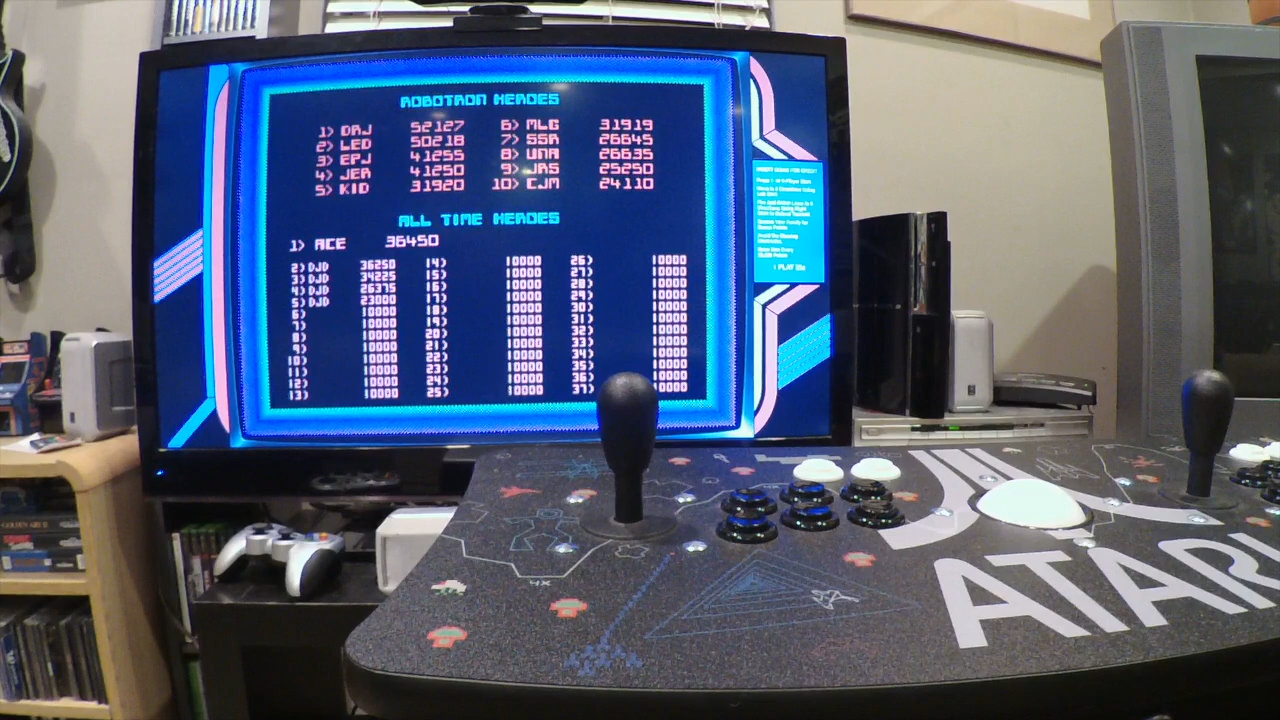 ROBOTRON HEROES
1) DRJ 52127 6) MLG 31919
2) LED 50218 7) SSR 26645
3) EPJ 41255 8) UNA 26635
4) JER 41250 9) JRS 25250
5) KID 31920 10) CJM 24110
ALL TIME HEROES
1) ACE 36450
2) DJD 36250 14) 10000 26) 10000
3) DJD 34225 15) 10000 27) 10000
4) DJD 26375 16) 10000 28) 10000
5) DJD 23000 17) 10000 29) 10000
6) 10000 18) 10000 30) 10000
7) 10000 19) 10000 31) 10000
8) 10000 20) 10000 32) 10000
9) 10000 21) 10000 33) 10000
10) 10000 22) 10000 34) 10000
11) 10000 23) 10000 35) 10000
12) 10000 24) 10000 36) 10000
13) 10000 25) 10000 37) 10000
4X
ATARI